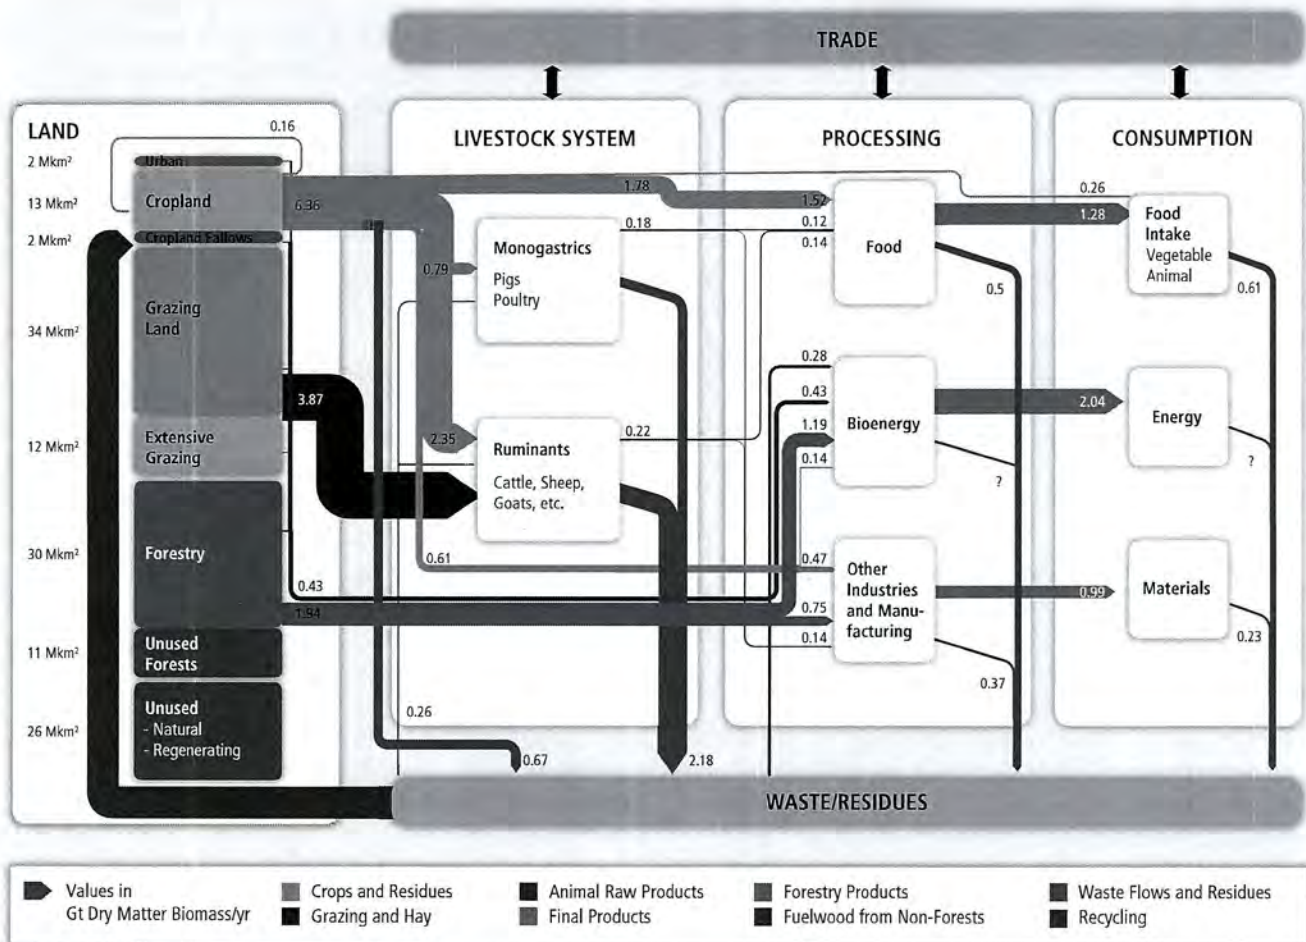 TRADE
LAND
0.16
2 Mkm²
Urban
13 Mkm²
Cropland
6.36
2 Mkm²
Cropland Fallows
Grazing
Land
34 Mkm²
3.87
12 Mkm²
Extensive
Grazing
30 Mkm²
Forestry
0.43
1.94
11 Mkm²
Unused
Forests
26 Mkm²
Unused
- Natural
- Regenerating
LIVESTOCK SYSTEM
1.78
0.18
Monogastrics
Pigs
Poultry
0.79
2.35
0.22
Ruminants
Cattle, Sheep,
Goats, etc.
0.61
0.26
0.67
2.18
PROCESSING
1.52
0.12
0.14
Food
0.5
0.28
0.43
1.19
0.14
Bioenergy
?
0.47
0.75
0.14
Other
Industries
and Manu-
facturing
0.37
CONSUMPTION
0.26
1.28
Food
Intake
Vegetable
Animal
0.61
2.04
Energy
?
0.99
Materials
0.23
WASTE/RESIDUES
Values in
Gt Dry Matter Biomass/yr
Crops and Residues
Grazing and Hay
Animal Raw Products
Final Products
Forestry Products
Fuelwood from Non-Forests
Waste Flows and Residues
Recycling